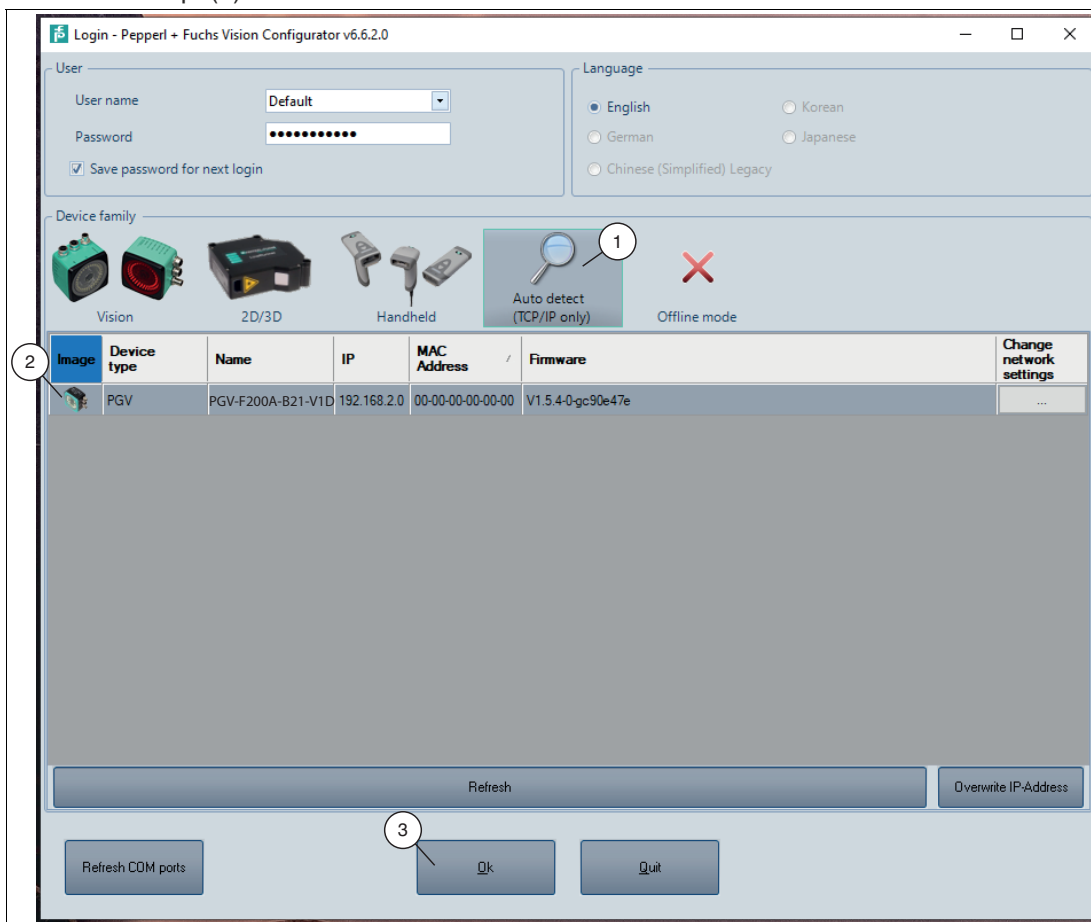 Login - Pepperl + Fuchs Vision Configurator v6.6.2.0
User
User name
Default
Password
•••••••••••
Save password for next login
Language
English
Korean
German
Japanese
Chinese (Simplified) Legacy
Device family
Vision
2D/3D
Handheld
Auto detect
(TCP/IP only)
1
Offline mode
2
Image
Device
type
Name
IP
MAC
Address
Firmware
Change
network
settings
PGV
PGV-F200A-B21-V1D
192.168.2.0
00-00-00-00-00-00
V1.5.4-0-gc90e47e
...
Refresh
Overwrite IP-Address
3
Refresh COM ports
Ok
Quit